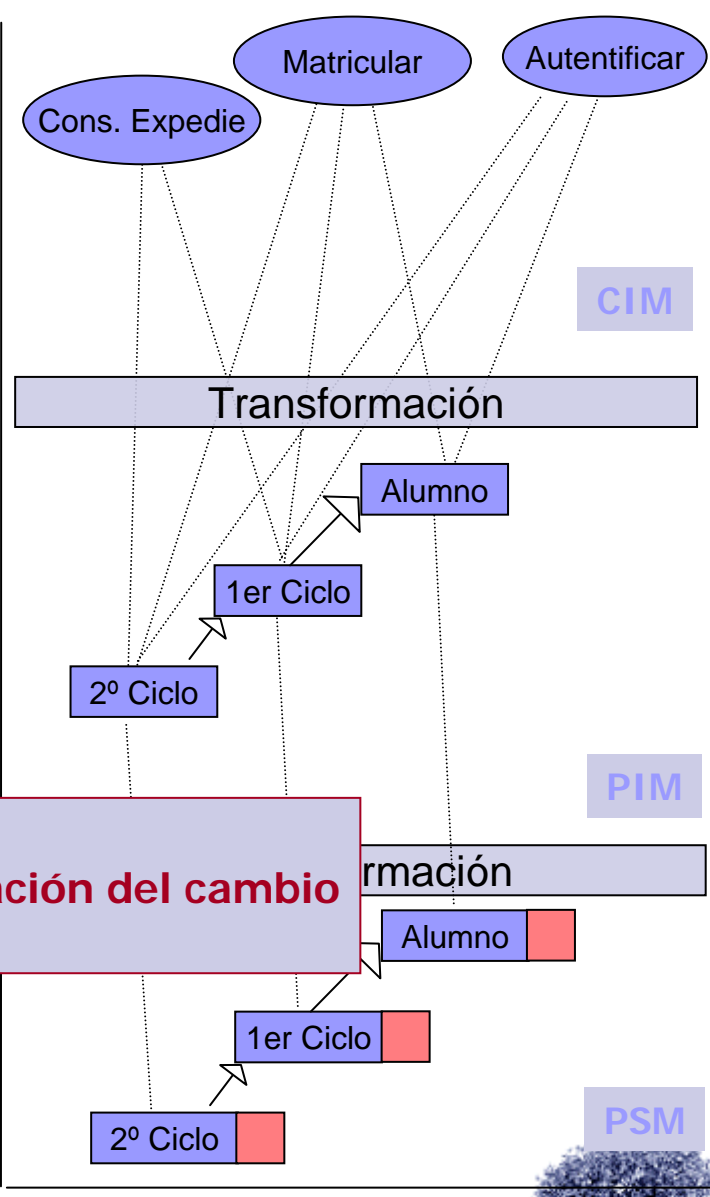 Matricular
Autentificar
Cons. Expedie
CIM
Transformación
Alumno
1er Ciclo
2º Ciclo
PIM
ación del cambio
rmación
Alumno
1er Ciclo
2º Ciclo
PSM